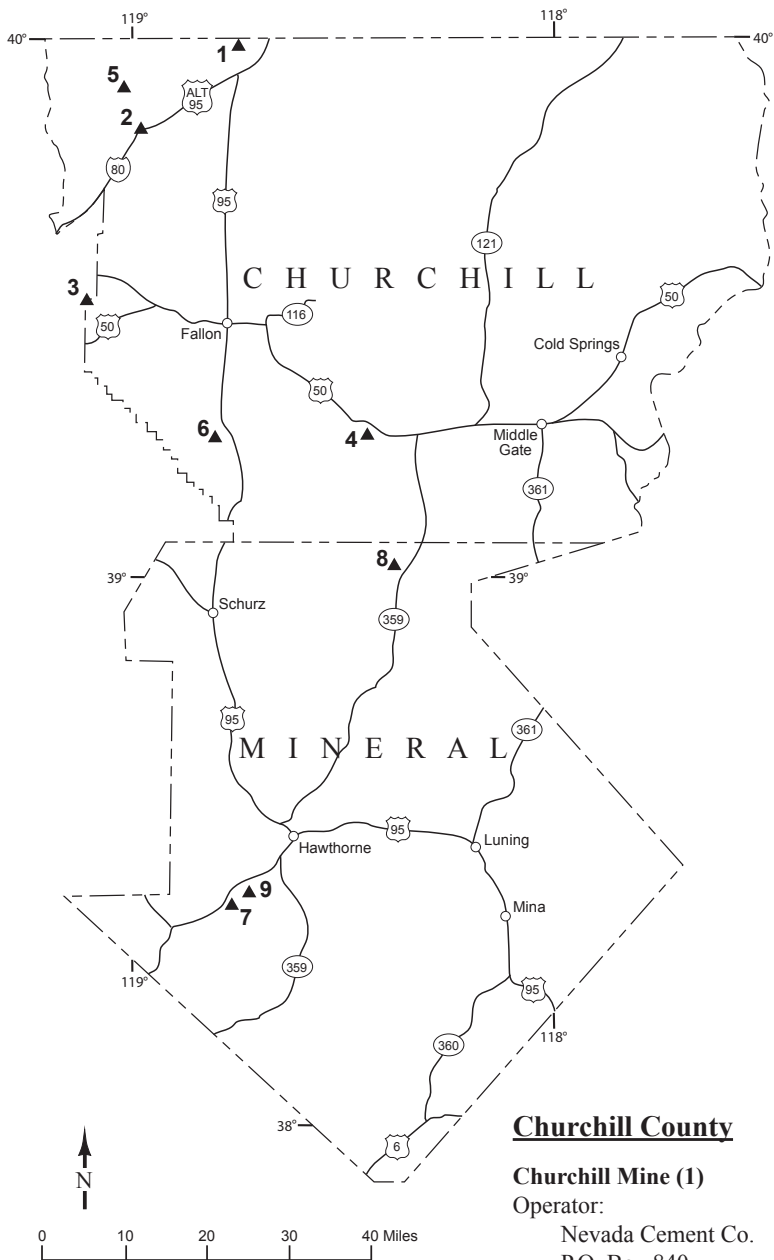 119°
118°
40°
40°
1
5
ALT
95
2
80
95
121
C H U R C H I L L
3
50
116
50
Fallon
50
Cold Springs
6
4
Middle
Gate
361
8
39°
39°
Schurz
359
95
361
M I N E R A L
95
Hawthorne
Luning
9
7
Mina
359
119°
95
118°
360
38°
6
N
0 10 20 30 40 Miles
Churchill County
Churchill Mine (1)
Operator:
Nevada Cement Co.